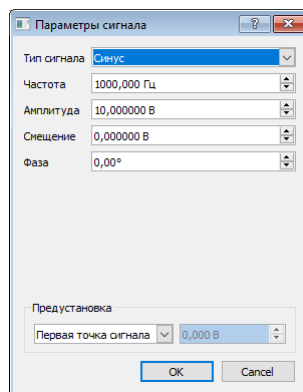 Параметры сигнала
Тип сигнала Синус
Частота 1000,000 Гц
Амплитуда 10,000000 В
Смещение 0,000000 В
Фаза 0,00°
Предустановка
Первая точка сигнала 0,000 В
OK Cancel